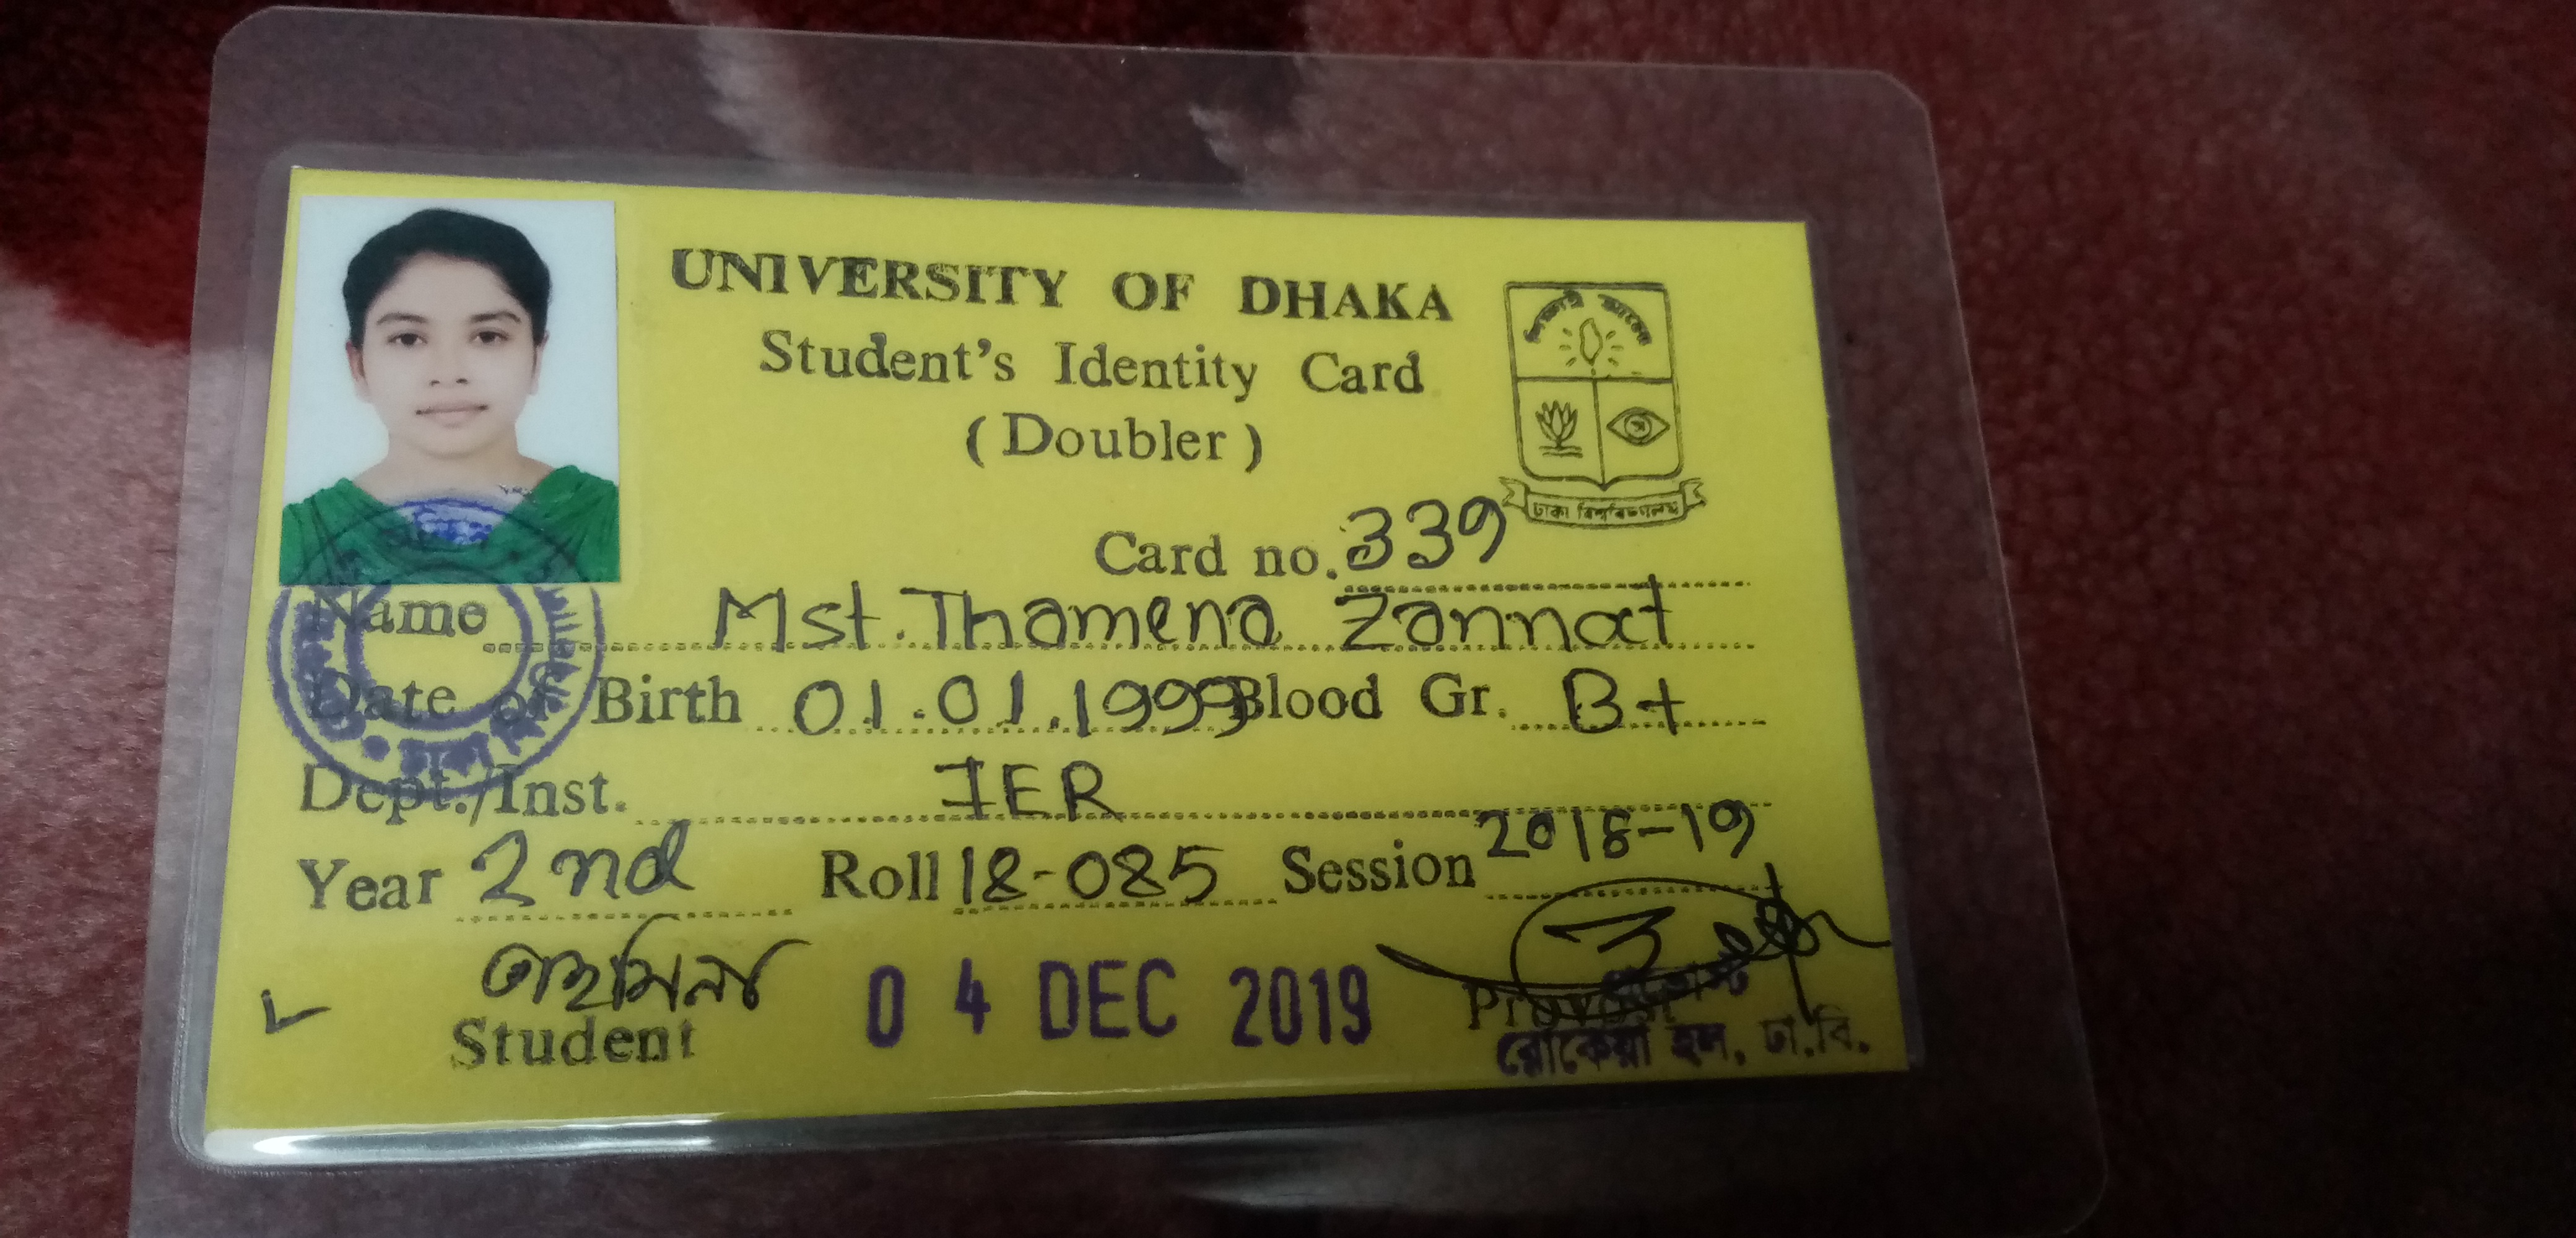 UNIVERSITY OF DHAKA
Student's Identity Card
(Doubler)
শিক্ষাই আলো
ঢাকা বিশ্ববিদ্যালয়
Card no. 339
Name Mst. Thamena Zannat
Date of Birth 01.01.1999 Blood Gr. B+
Dept./Inst. IER
Year 2nd Roll 18-085 Session 2018-19
তাহমিনা
Student
04 DEC 2019
Provost
প্রভোস্ট
রোকেয়া হল, ঢা.বি.